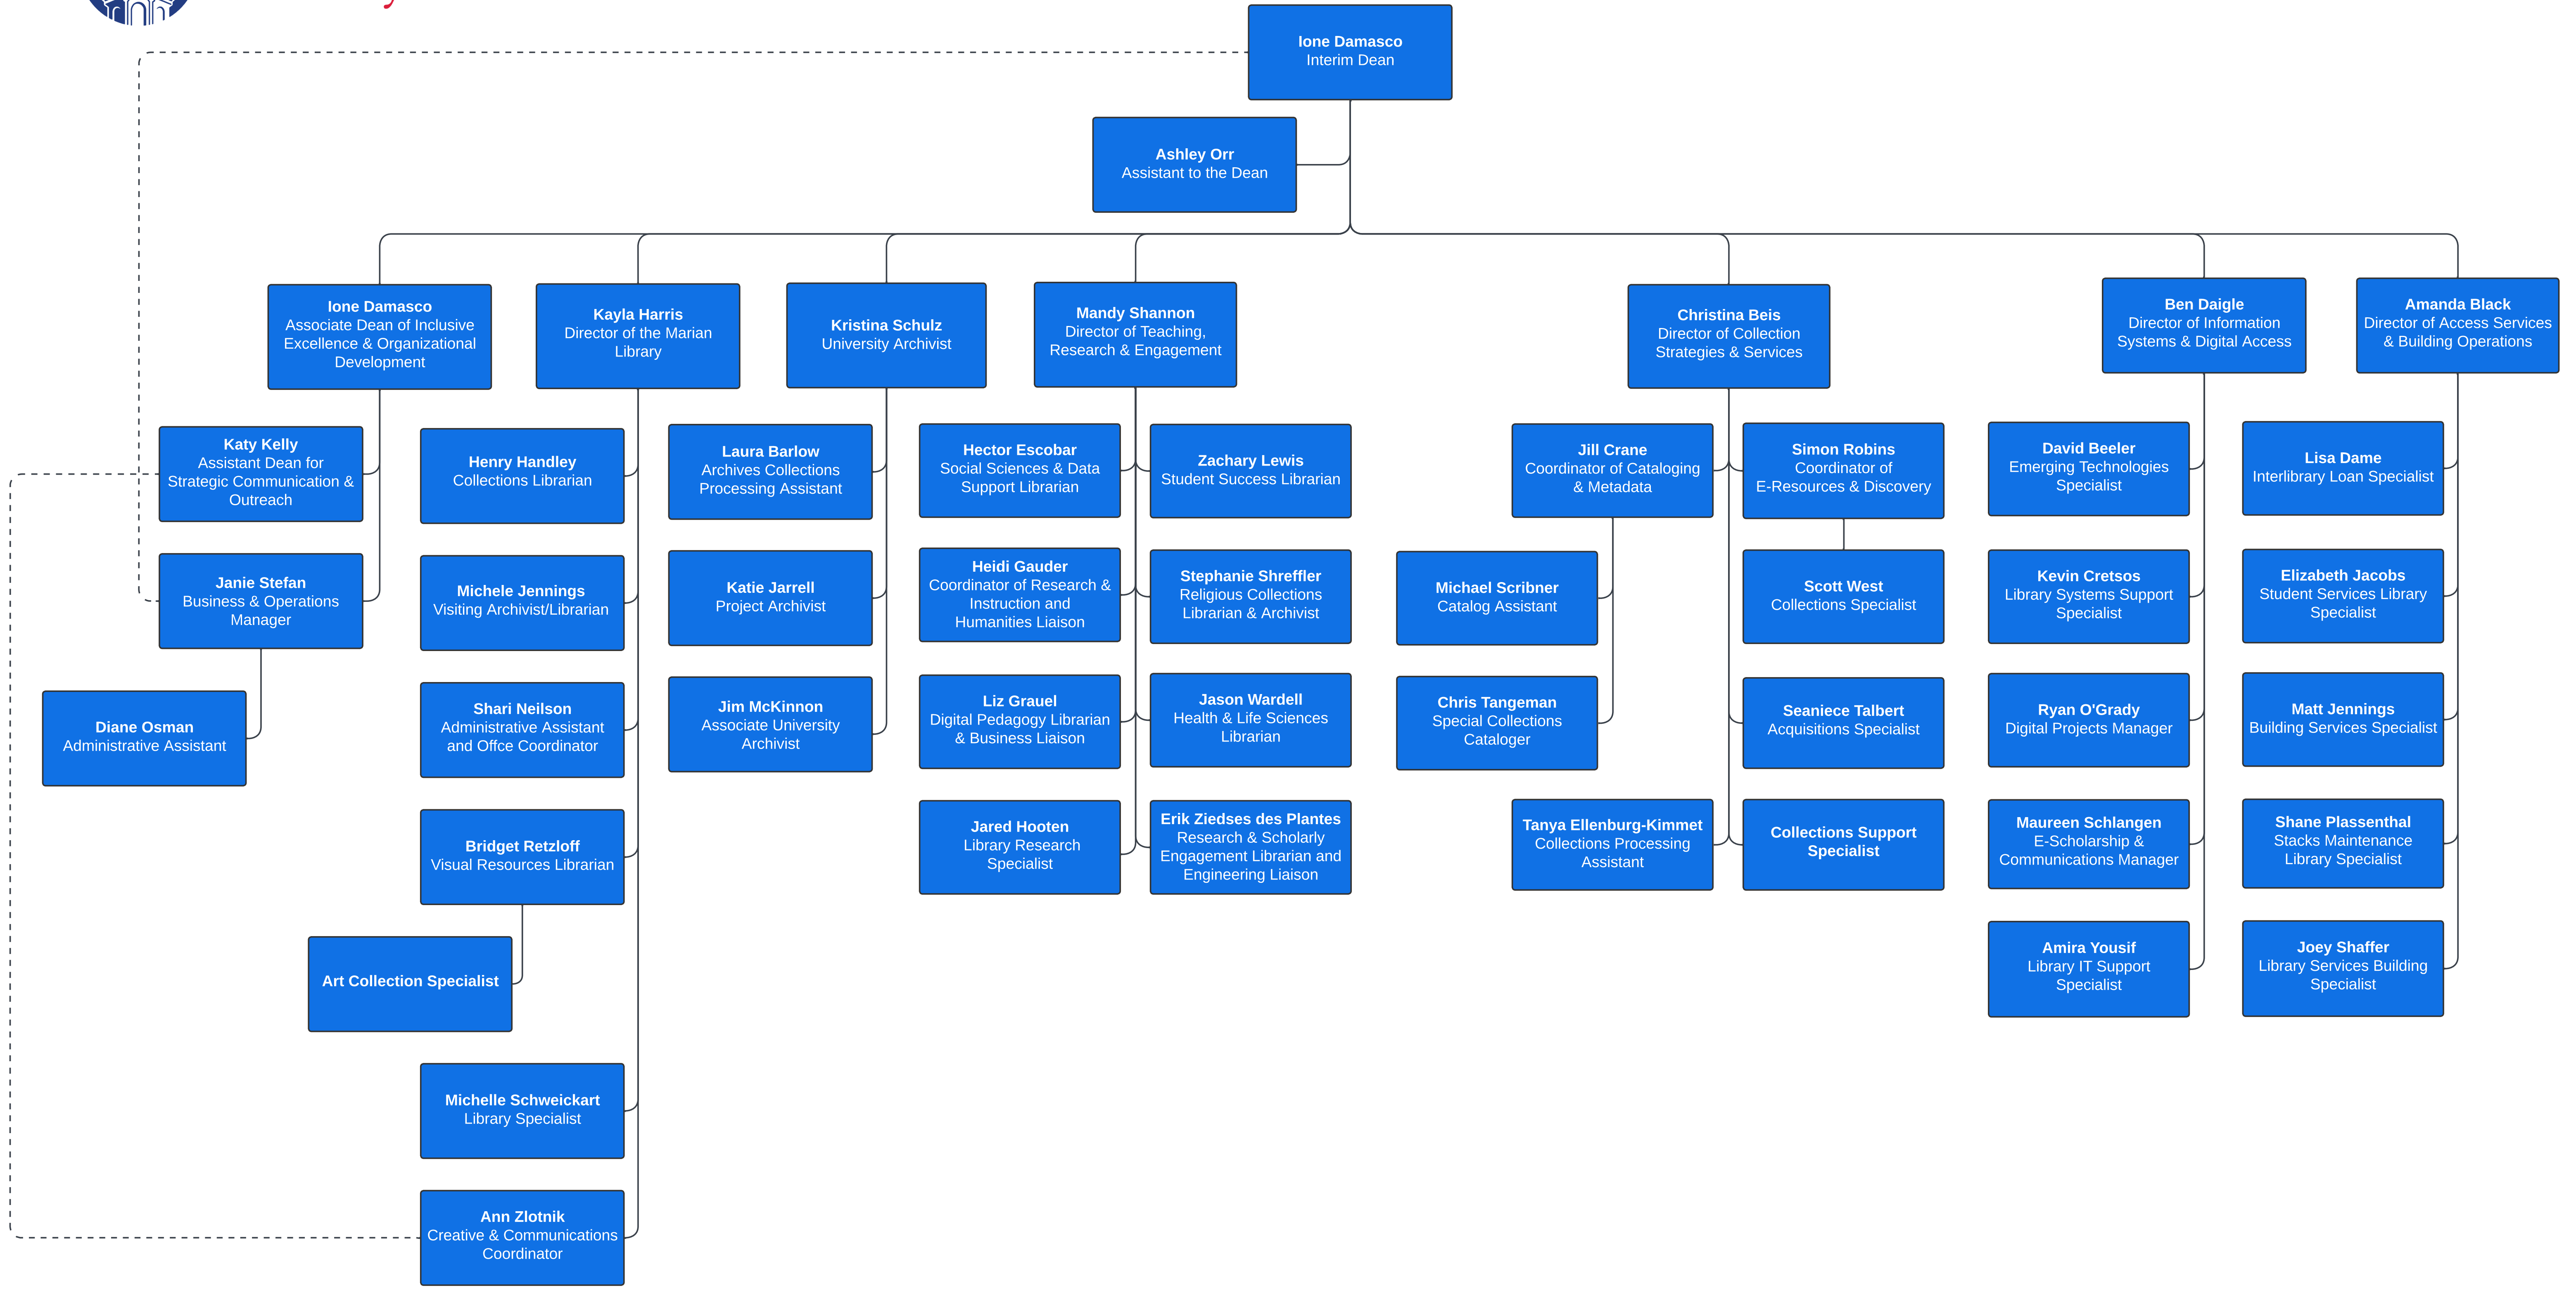 Ione Damasco
Interim Dean
Ashley Orr
Assistant to the Dean
Ione Damasco
Associate Dean of Inclusive
Excellence & Organizational
Development
Kayla Harris
Director of the Marian
Library
Kristina Schulz
University Archivist
Mandy Shannon
Director of Teaching,
Research & Engagement
Christina Beis
Director of Collection
Strategies & Services
Ben Daigle
Director of Information
Systems & Digital Access
Amanda Black
Director of Access Services
& Building Operations
Katy Kelly
Assistant Dean for
Strategic Communication &
Outreach
Henry Handley
Collections Librarian
Laura Barlow
Archives Collections
Processing Assistant
Hector Escobar
Social Sciences & Data
Support Librarian
Zachary Lewis
Student Success Librarian
Jill Crane
Coordinator of Cataloging
& Metadata
Simon Robins
Coordinator of
E-Resources & Discovery
David Beeler
Emerging Technologies
Specialist
Lisa Dame
Interlibrary Loan Specialist
Janie Stefan
Business & Operations
Manager
Michele Jennings
Visiting Archivist/Librarian
Katie Jarrell
Project Archivist
Heidi Gauder
Coordinator of Research &
Instruction and
Humanities Liaison
Stephanie Shreffler
Religious Collections
Librarian & Archivist
Michael Scribner
Catalog Assistant
Scott West
Collections Specialist
Kevin Cretsos
Library Systems Support
Specialist
Elizabeth Jacobs
Student Services Library
Specialist
Diane Osman
Administrative Assistant
Shari Neilson
Administrative Assistant
and Offce Coordinator
Jim McKinnon
Associate University
Archivist
Liz Grauel
Digital Pedagogy Librarian
& Business Liaison
Jason Wardell
Health & Life Sciences
Librarian
Chris Tangeman
Special Collections
Cataloger
Seaniece Talbert
Acquisitions Specialist
Ryan O'Grady
Digital Projects Manager
Matt Jennings
Building Services Specialist
Bridget Retzloff
Visual Resources Librarian
Jared Hooten
Library Research
Specialist
Erik Ziedses des Plantes
Research & Scholarly
Engagement Librarian and
Engineering Liaison
Tanya Ellenburg-Kimmet
Collections Processing
Assistant
Collections Support
Specialist
Maureen Schlangen
E-Scholarship &
Communications Manager
Shane Plassenthal
Stacks Maintenance
Library Specialist
Art Collection Specialist
Amira Yousif
Library IT Support
Specialist
Joey Shaffer
Library Services Building
Specialist
Michelle Schweickart
Library Specialist
Ann Zlotnik
Creative & Communications
Coordinator